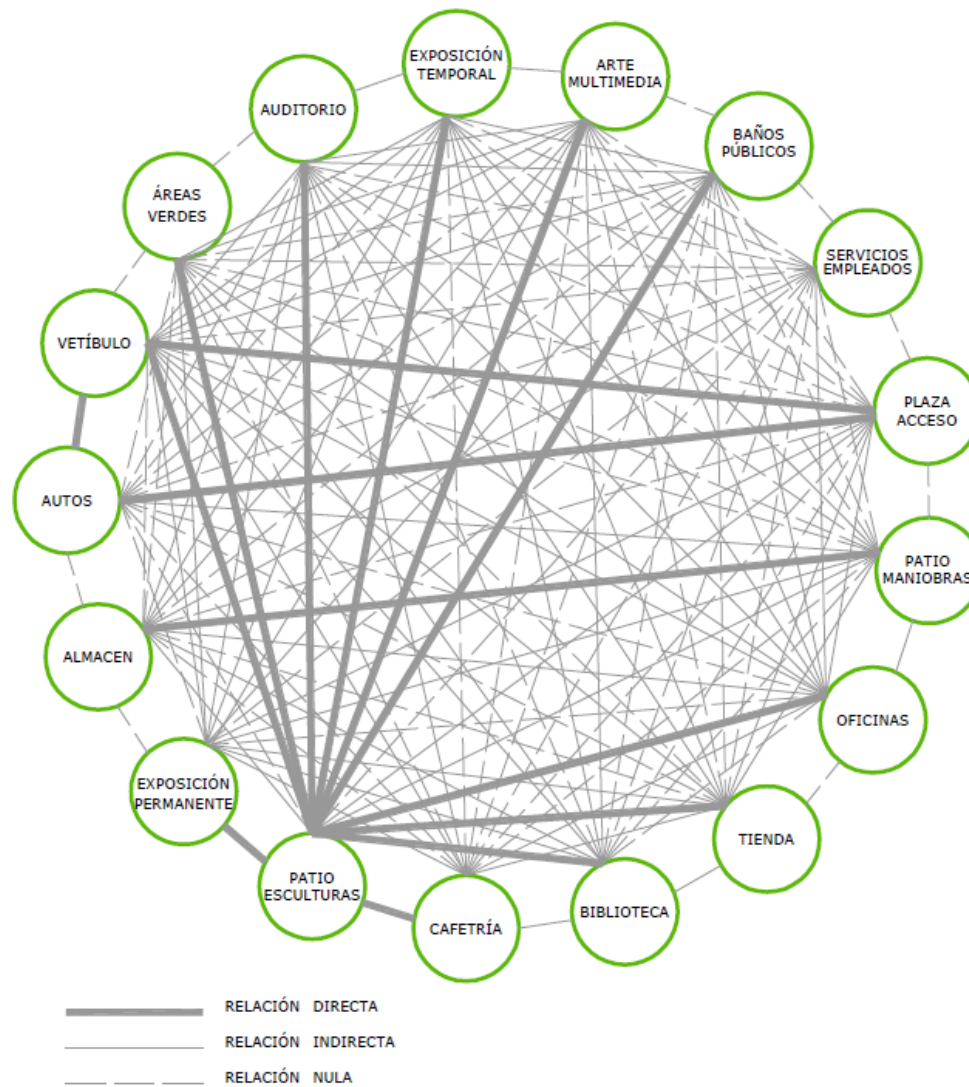 EXPOSICIÓN
TEMPORAL
ARTE
MULTIMEDIA
AUDITORIO
BAÑOS
PÚBLICOS
ÁREAS
VERDES
SERVICIOS
EMPLEADOS
VETÍBULO
PLAZA
ACCESO
AUTOS
PATIO
MANIOBRAS
ALMACEN
OFICINAS
EXPOSICIÓN
PERMANENTE
TIENDA
PATIO
ESCULTURAS
BIBLIOTECA
CAFETRÍA
RELACIÓN DIRECTA
RELACIÓN INDIRECTA
RELACIÓN NULA